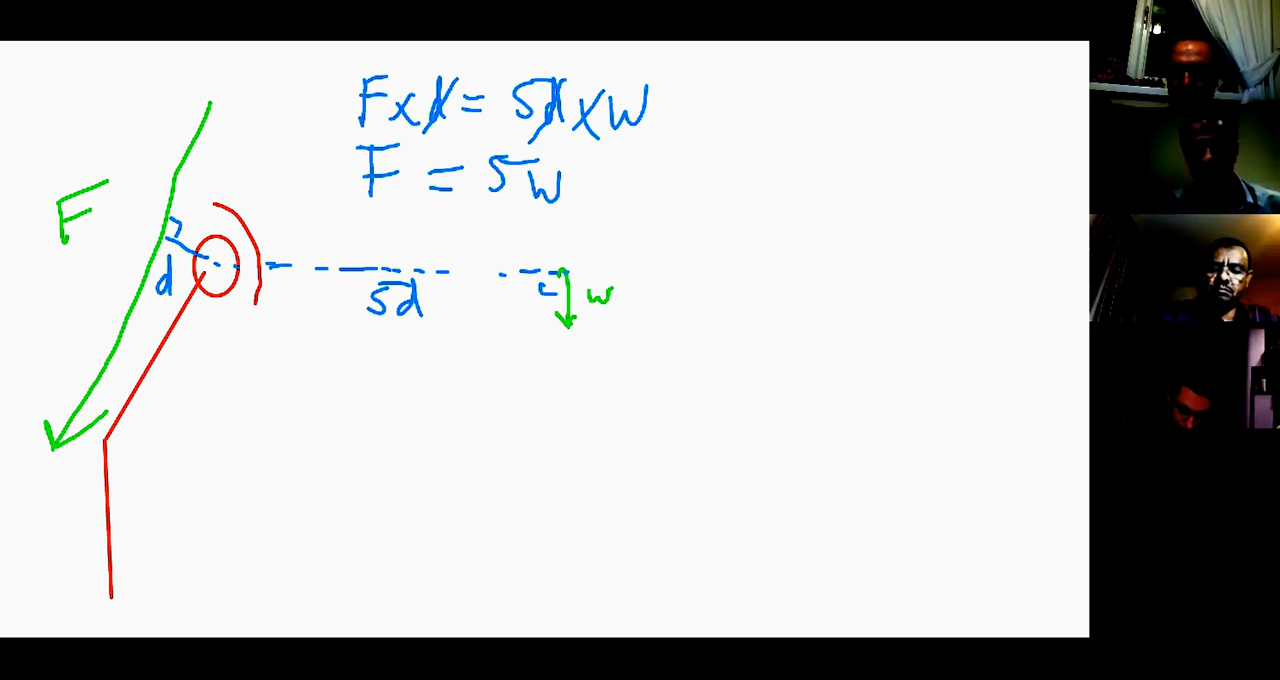 F x d = 5d x W
F = 5W
F
d
5d
W